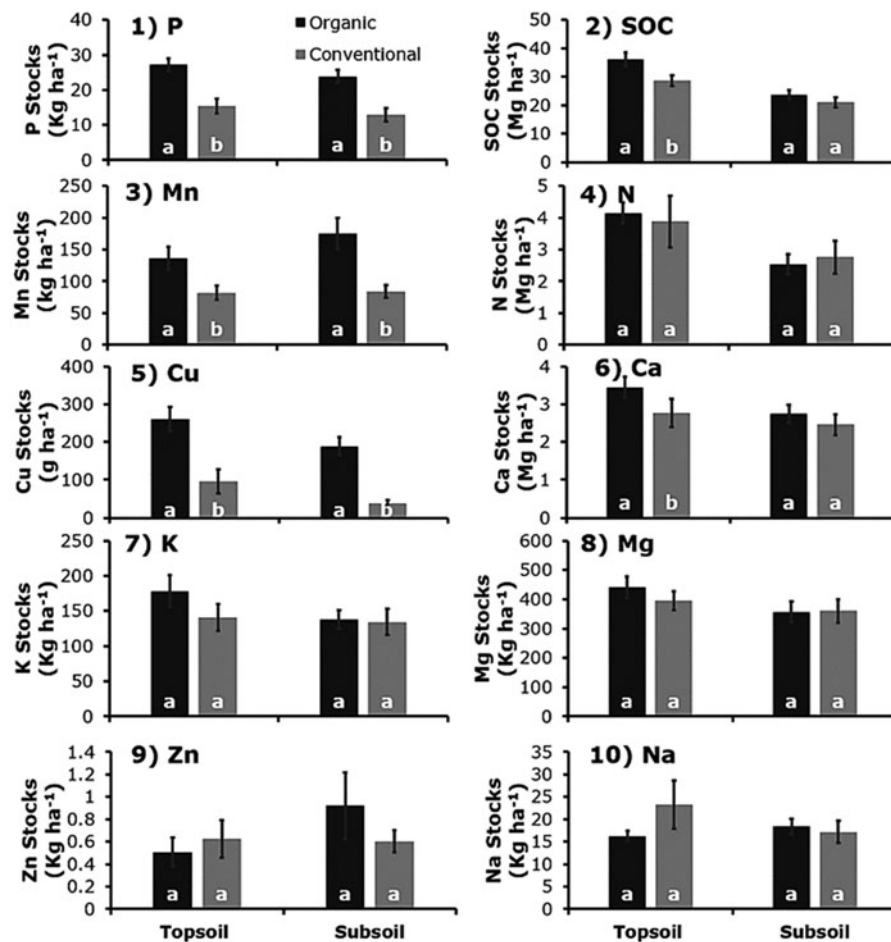 1) P
Organic
Conventional
P Stocks
(Kg ha⁻¹)
40
30
20
10
0
a b a b
2) SOC
SOC Stocks
(Mg ha⁻¹)
50
40
30
20
10
0
a b a a
3) Mn
Mn Stocks
(kg ha⁻¹)
250
200
150
100
50
0
a b a b
4) N
N Stocks
(Mg ha⁻¹)
5
4
3
2
1
0
a a a a
5) Cu
Cu Stocks
(g ha⁻¹)
400
300
200
100
0
a b a b
6) Ca
Ca Stocks
(Mg ha⁻¹)
4
3
2
1
0
a b a a
7) K
K Stocks
(Kg ha⁻¹)
250
200
150
100
50
0
a a a a
8) Mg
Mg Stocks
(Kg ha⁻¹)
600
500
400
300
200
100
0
a a a a
9) Zn
Zn Stocks
(Kg ha⁻¹)
1.4
1.2
1
0.8
0.6
0.4
0.2
0
a a a a
Topsoil Subsoil
10) Na
Na Stocks
(Kg ha⁻¹)
35
30
25
20
15
10
5
0
a a a a
Topsoil Subsoil